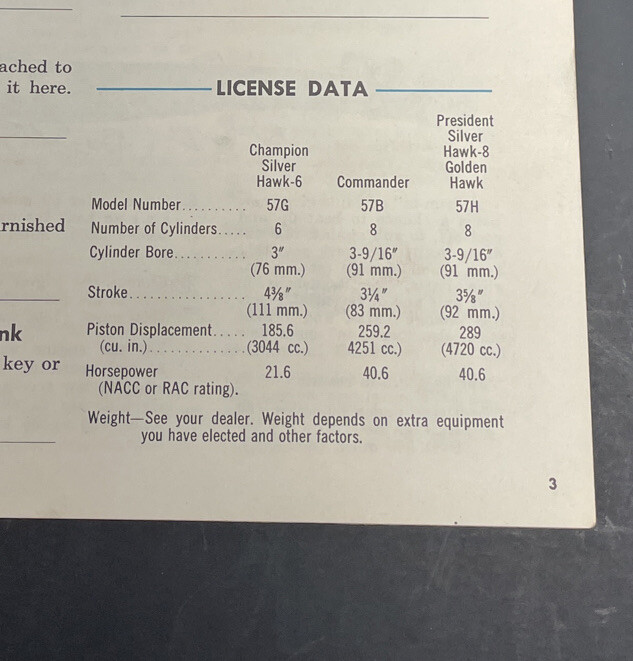 ached to
it here.
LICENSE DATA
Champion
Silver
Hawk-6
Commander
President
Silver
Hawk-8
Golden
Hawk
Model Number.......... 57G 57B 57H
rnished
Number of Cylinders..... 6 8 8
Cylinder Bore........... 3" 3-9/16" 3-9/16"
(76 mm.) (91 mm.) (91 mm.)
Stroke................. 4⅜" 3¼" 3⅝"
(111 mm.) (83 mm.) (92 mm.)
nk
Piston Displacement..... 185.6 259.2 289
(cu. in.).............. (3044 cc.) 4251 cc.) (4720 cc.)
key or
Horsepower 21.6 40.6 40.6
(NACC or RAC rating).
Weight—See your dealer. Weight depends on extra equipment
you have elected and other factors.
3